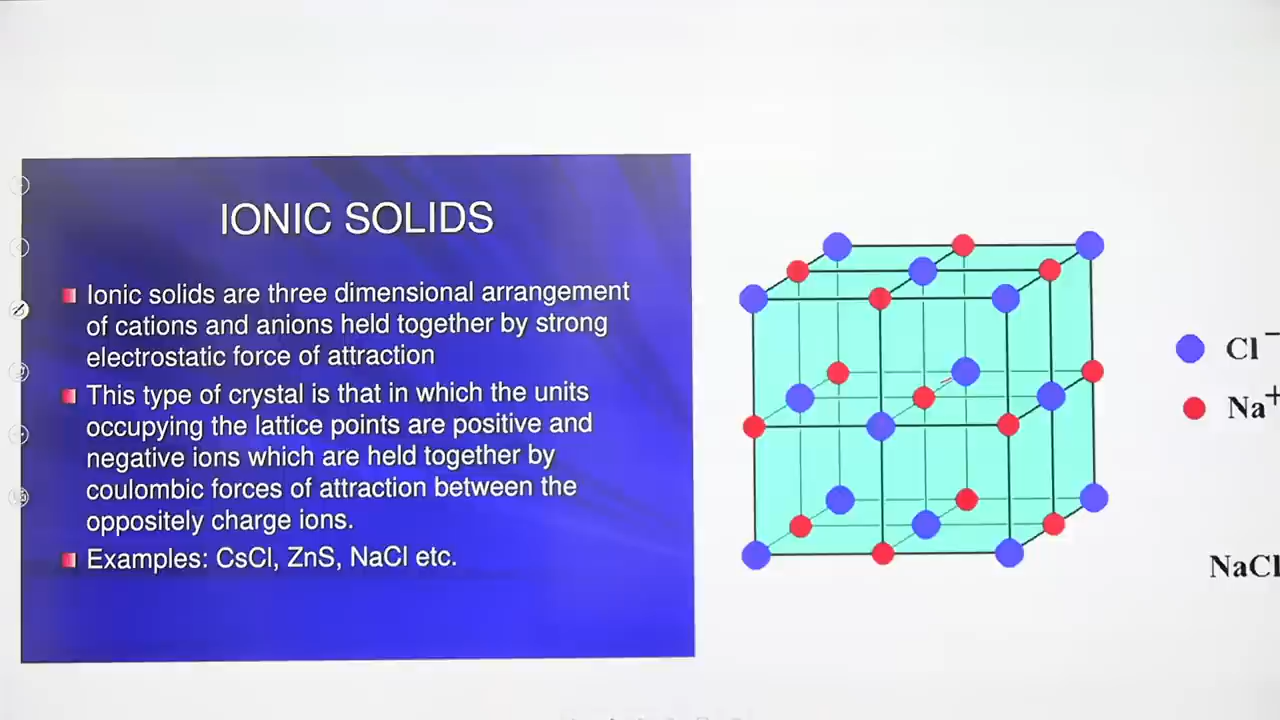 IONIC SOLIDS
Ionic solids are three dimensional arrangement
of cations and anions held together by strong
electrostatic force of attraction
This type of crystal is that in which the units
occupying the lattice points are positive and
negative ions which are held together by
coulombic forces of attraction between the
oppositely charge ions.
Examples: CsCl, ZnS, NaCl etc.
Cl−
Na+
NaCl